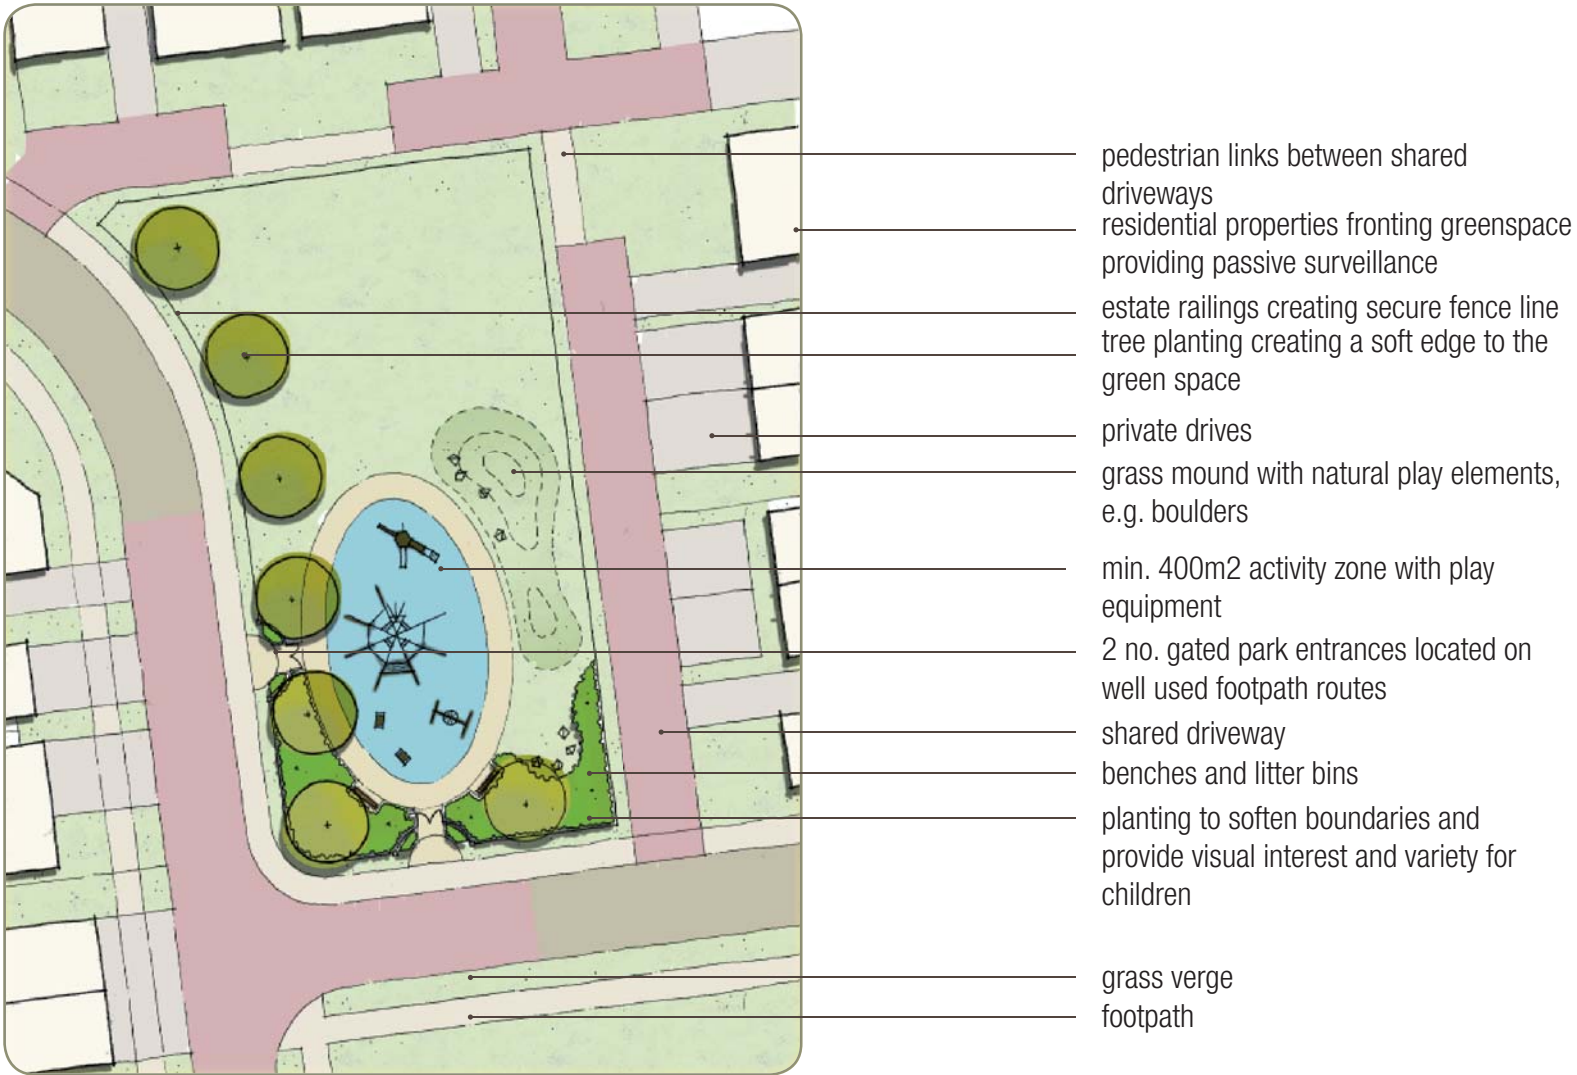 pedestrian links between shared
driveways
residential properties fronting greenspace
providing passive surveillance
estate railings creating secure fence line
tree planting creating a soft edge to the
green space
private drives
grass mound with natural play elements,
e.g. boulders
min. 400m2 activity zone with play
equipment
2 no. gated park entrances located on
well used footpath routes
shared driveway
benches and litter bins
planting to soften boundaries and
provide visual interest and variety for
children
grass verge
footpath